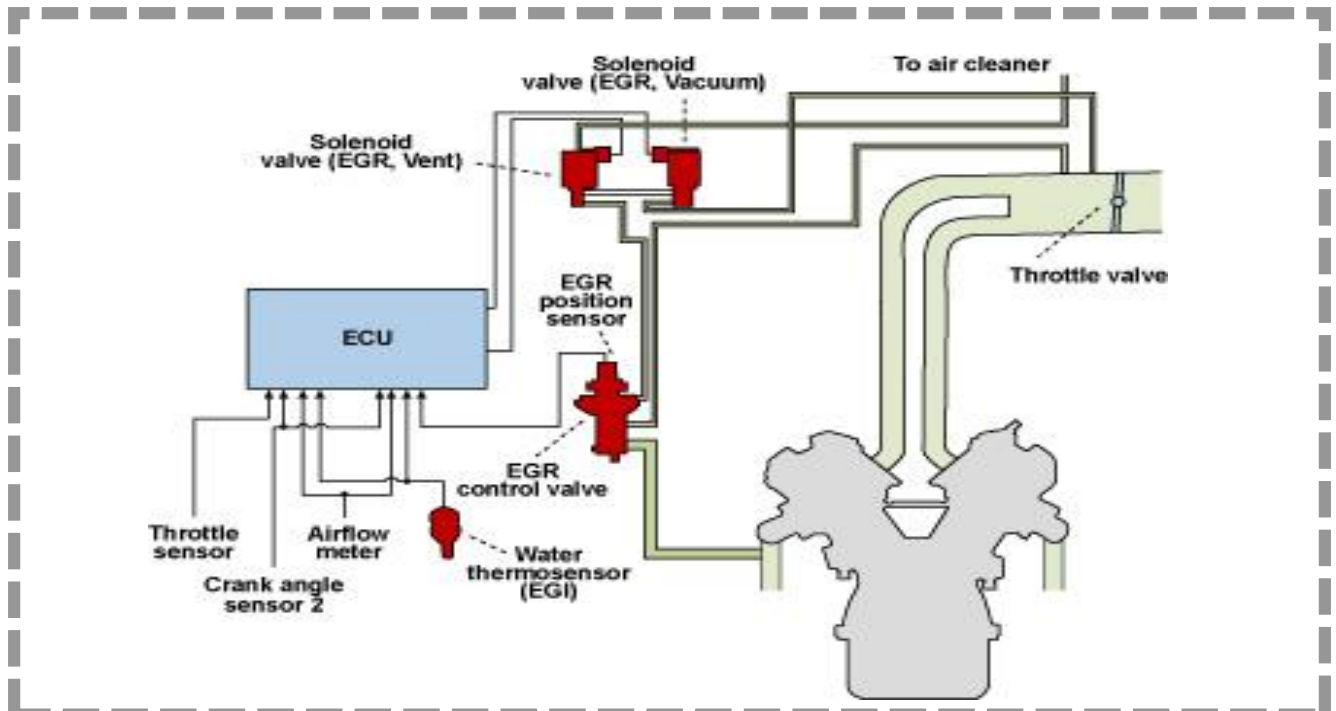 Solenoid
valve (EGR, Vacuum)
To air cleaner
Solenoid
valve (EGR, Vent)
Throttle valve
EGR
position
sensor
ECU
EGR
control valve
Throttle
sensor
Airflow
meter
Water
thermosensor
(EGI)
Crank angle
sensor 2